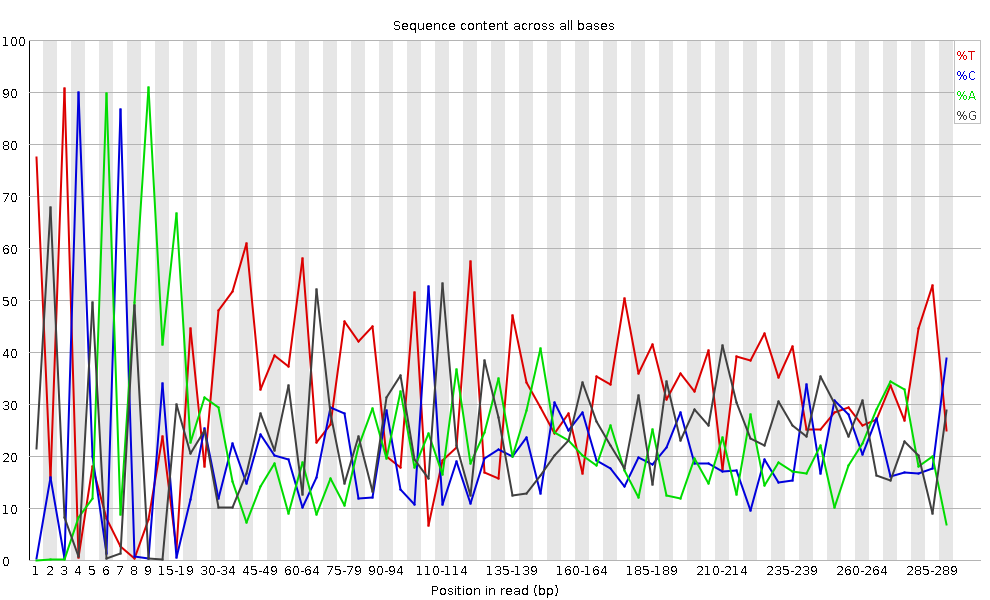 Sequence content across all bases
100
90
80
70
60
50
40
30
20
10
0
%T
%C
%A
%G
1 2 3 4 5 6 7 8 9 15-19 30-34 45-49 60-64 75-79 90-94 110-114 135-139 160-164 185-189 210-214 235-239 260-264 285-289
Position in read (bp)